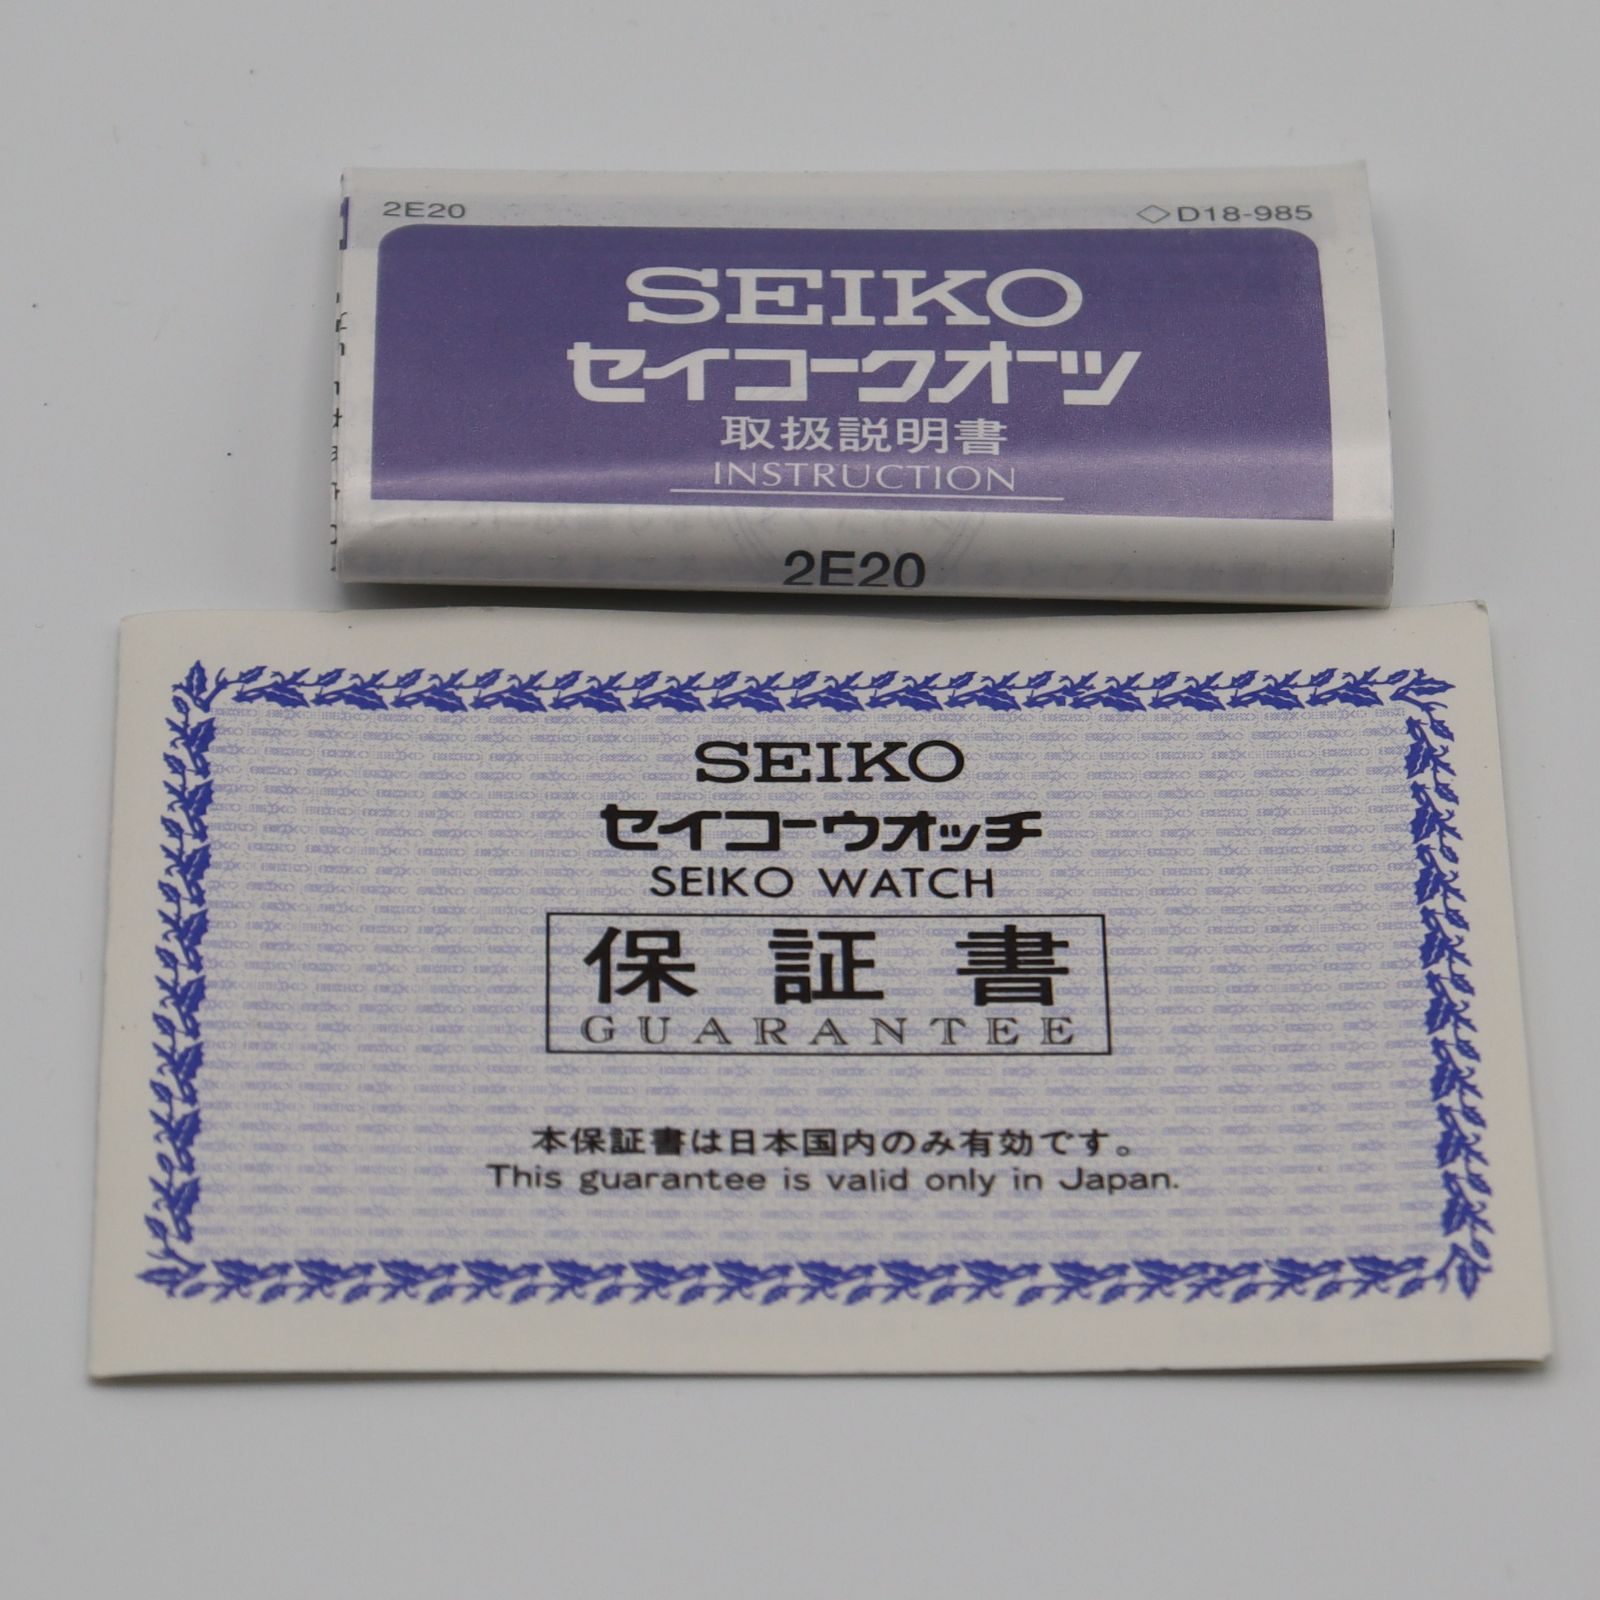 2E20 ◇D18-985
SEIKO
セイコークオーツ
取扱説明書
INSTRUCTION
2E20
SEIKO
セイコーウオッチ
SEIKO WATCH
保証書
GUARANTEE
本保証書は日本国内のみ有効です。
This guarantee is valid only in Japan.